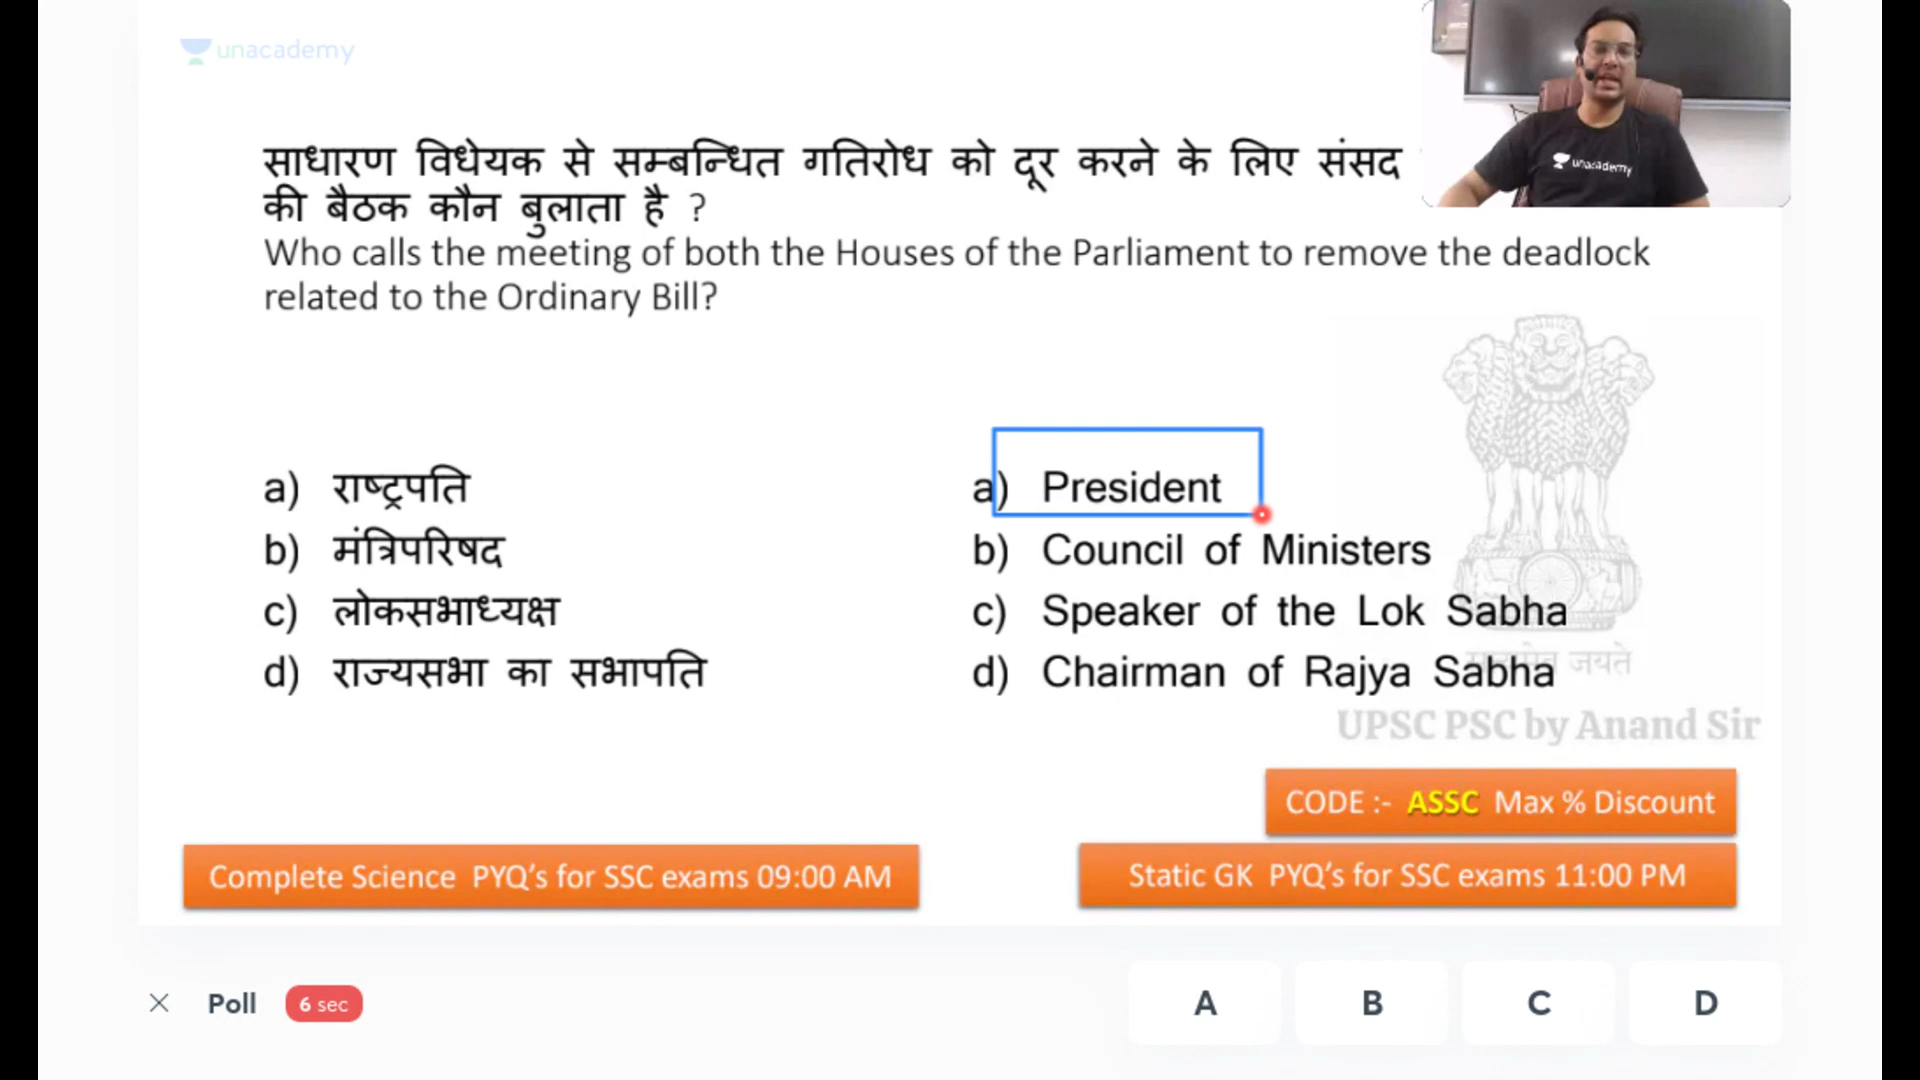 unacademy
unacademy
साधारण विधेयक से सम्बन्धित गतिरोध को दूर करने के लिए संसद
की बैठक कौन बुलाता है ?
Who calls the meeting of both the Houses of the Parliament to remove the deadlock
related to the Ordinary Bill?
a) राष्ट्रपति
b) मंत्रिपरिषद
c) लोकसभाध्यक्ष
d) राज्यसभा का सभापति
a) President
b) Council of Ministers
c) Speaker of the Lok Sabha
d) Chairman of Rajya Sabha
सत्यमेव जयते
UPSC PSC by Anand Sir
CODE :- ASSC Max % Discount
Complete Science PYQ's for SSC exams 09:00 AM
Static GK PYQ's for SSC exams 11:00 PM
Poll 6 sec
A B C D